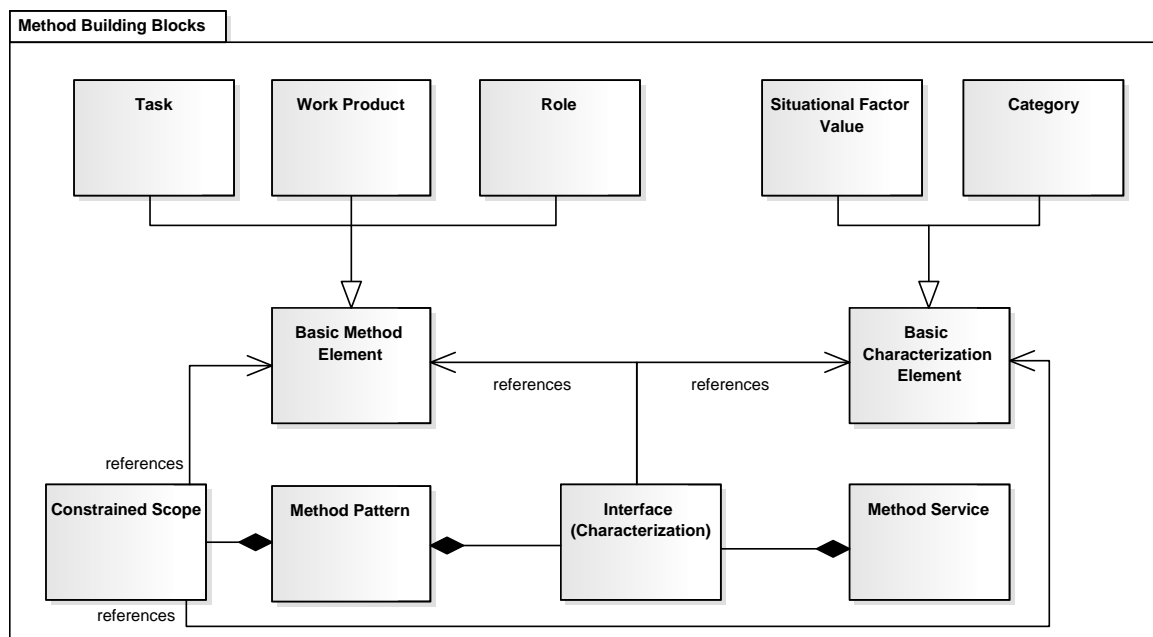 Method Building Blocks
Task
Work Product
Role
Situational Factor
Value
Category
Basic Method
Element
Basic
Characterization
Element
references
references
references
Constrained Scope
Method Pattern
Interface
(Characterization)
Method Service
references